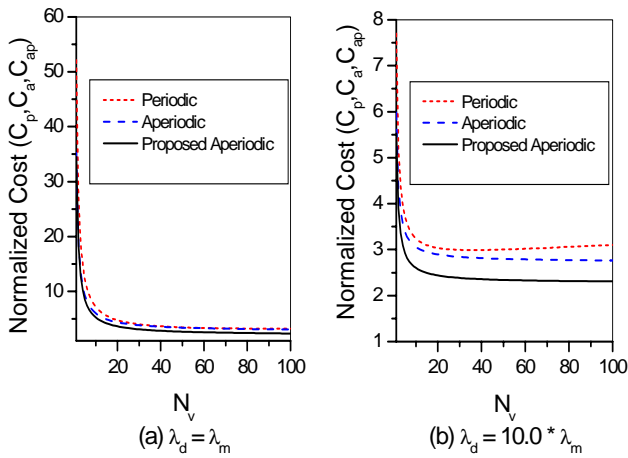 Normalized Cost (C_p, C_a, C_ap)
60
50
40
30
20
10
Periodic
Aperiodic
Proposed Aperiodic
20 40 60 80 100
N_v
(a) λ_d = λ_m
Normalized Cost (C_p, C_a, C_ap)
8
7
6
5
4
3
2
1
Periodic
Aperiodic
Proposed Aperiodic
20 40 60 80 100
N_v
(b) λ_d = 10.0 * λ_m